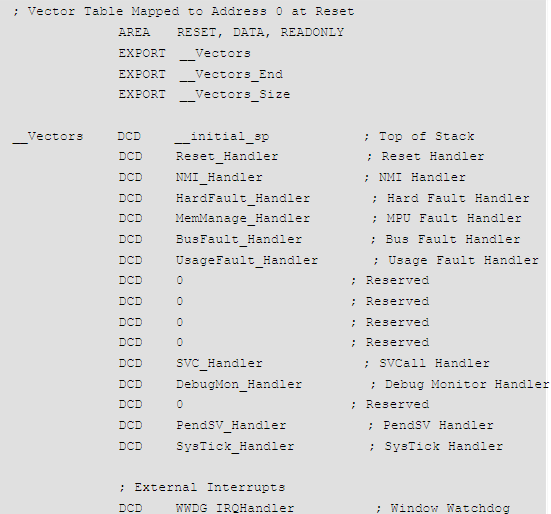 ; Vector Table Mapped to Address 0 at Reset
AREA RESET, DATA, READONLY
EXPORT __Vectors
EXPORT __Vectors_End
EXPORT __Vectors_Size
__Vectors DCD __initial_sp ; Top of Stack
DCD Reset_Handler ; Reset Handler
DCD NMI_Handler ; NMI Handler
DCD HardFault_Handler ; Hard Fault Handler
DCD MemManage_Handler ; MPU Fault Handler
DCD BusFault_Handler ; Bus Fault Handler
DCD UsageFault_Handler ; Usage Fault Handler
DCD 0 ; Reserved
DCD 0 ; Reserved
DCD 0 ; Reserved
DCD 0 ; Reserved
DCD SVC_Handler ; SVCall Handler
DCD DebugMon_Handler ; Debug Monitor Handler
DCD 0 ; Reserved
DCD PendSV_Handler ; PendSV Handler
DCD SysTick_Handler ; SysTick Handler
; External Interrupts
DCD WWDG_IRQHandler ; Window Watchdog